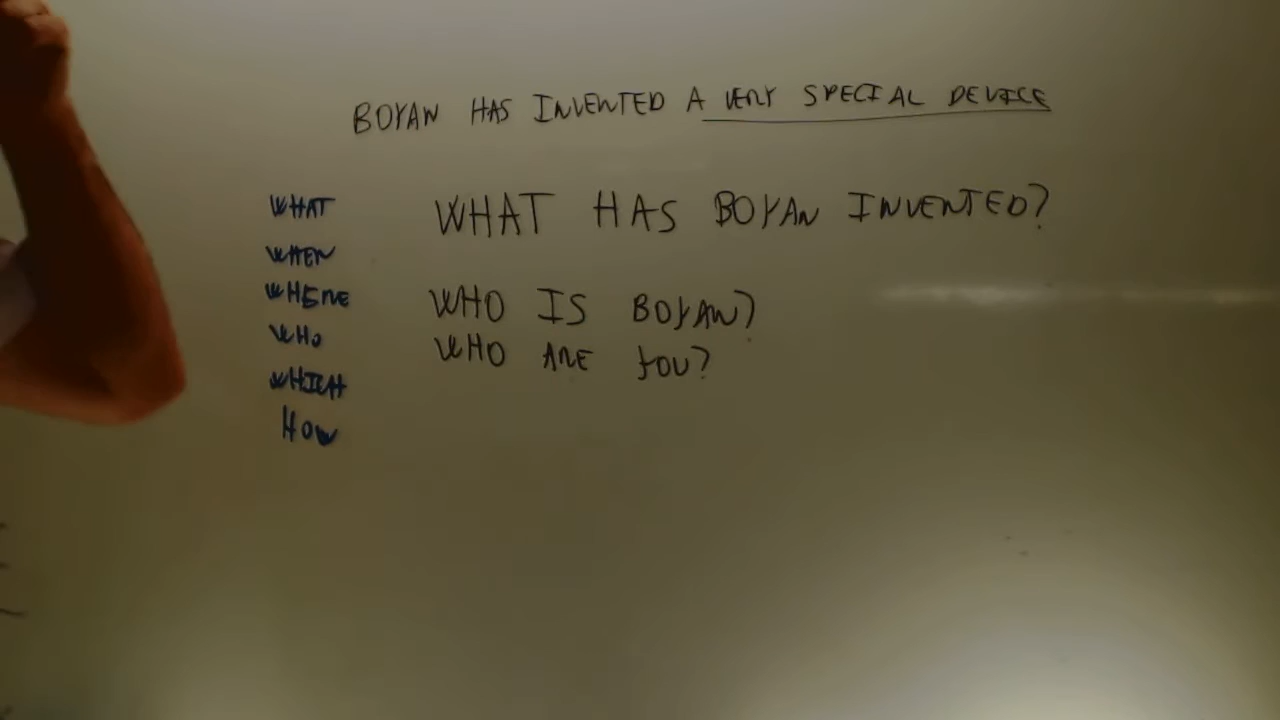 BOYAN HAS INVENTED A VERY SPECIAL DEVICE
WHAT
WHEN
WHERE
WHO
WHICH
HOW
WHAT HAS BOYAN INVENTED?
WHO IS BOYAN?
WHO ARE YOU?